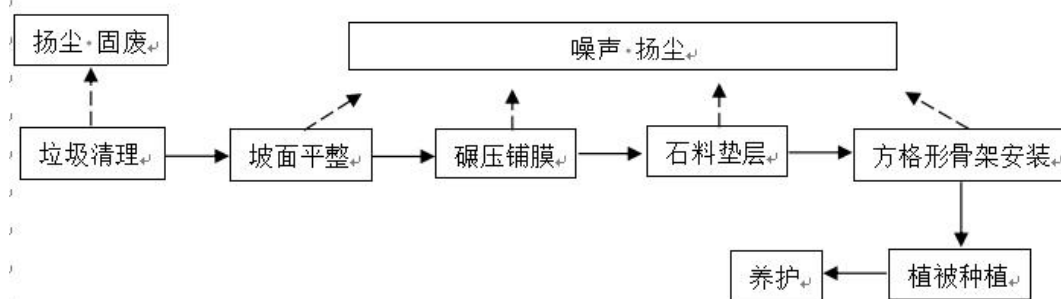 扬尘·固废
噪声·扬尘
垃圾清理
坡面平整
碾压铺膜
石料垫层
方格形骨架安装
养护
植被种植